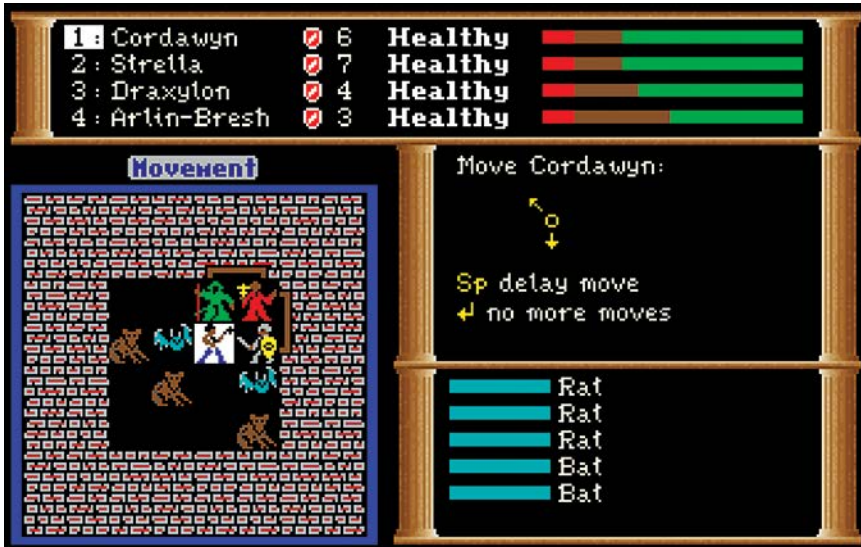 1: Cordawyn 6 Healthy
2: Strella 7 Healthy
3: Draxylon 4 Healthy
4: Arlin-Bresh 3 Healthy
Movement
Move Cordawyn:
Sp delay move
↲ no more moves
Rat
Rat
Rat
Bat
Bat